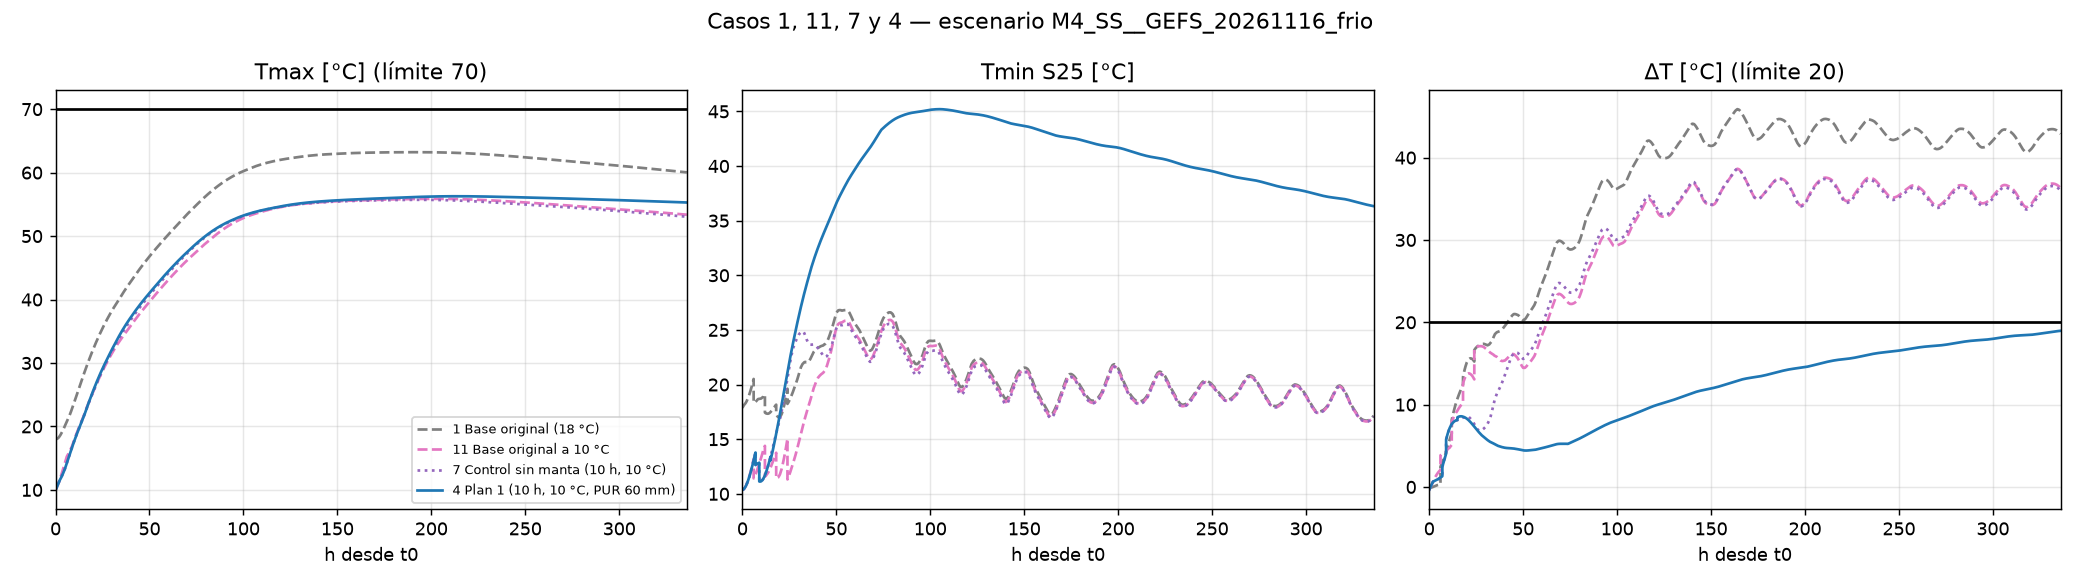 Casos 1, 11, 7 y 4 — escenario M4_SS__GEFS_20261116_frio
Tmax [°C] (límite 70)
70
60
50
40
30
20
10
0 50 100 150 200 250 300
h desde t0
1 Base original (18 °C)
11 Base original a 10 °C
7 Control sin manta (10 h, 10 °C)
4 Plan 1 (10 h, 10 °C, PUR 60 mm)
Tmin S25 [°C]
45
40
35
30
25
20
15
10
0 50 100 150 200 250 300
h desde t0
ΔT [°C] (límite 20)
40
30
20
10
0
0 50 100 150 200 250 300
h desde t0